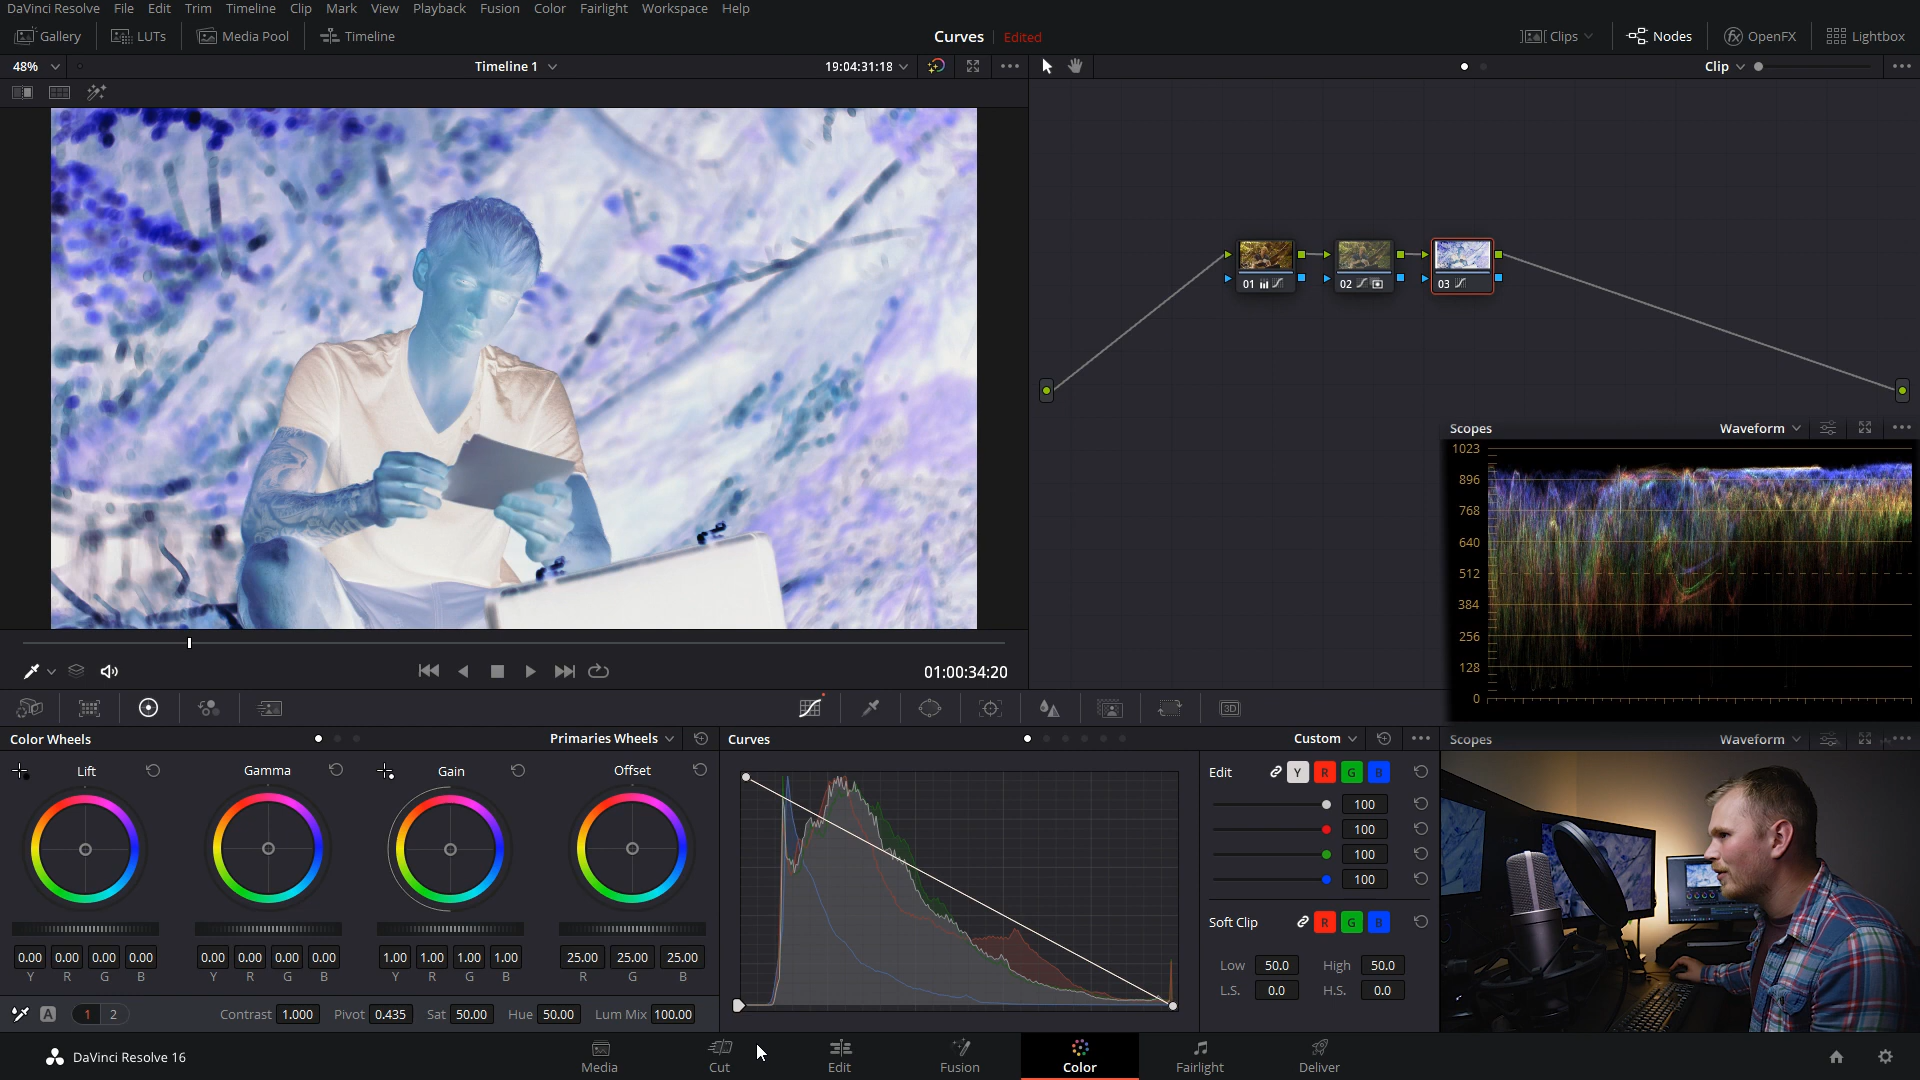 DaVinci Resolve File Edit Trim Timeline Clip Mark View Playback Fusion Color Fairlight Workspace Help
Gallery LUTs Media Pool Timeline Curves Edited Clips Nodes fx OpenFX Lightbox
48% Timeline 1 19:04:31:18 Clip
01 02 03
Scopes Waveform
1023
896
768
640
512
384
256
128
0
01:00:34:20
3D
Color Wheels Primaries Wheels Curves Custom Scopes Waveform
Lift Gamma Gain Offset Edit Y R G B
100
100
100
100
Soft Clip R G B
0.00 0.00 0.00 0.00 0.00 0.00 0.00 0.00 1.00 1.00 1.00 1.00 25.00 25.00 25.00
Y R G B Y R G B Y R G B R G B
Low 50.0 High 50.0
L.S. 0.0 H.S. 0.0
A 1 2 Contrast 1.000 Pivot 0.435 Sat 50.00 Hue 50.00 Lum Mix 100.00
DaVinci Resolve 16 Media Cut Edit Fusion Color Fairlight Deliver